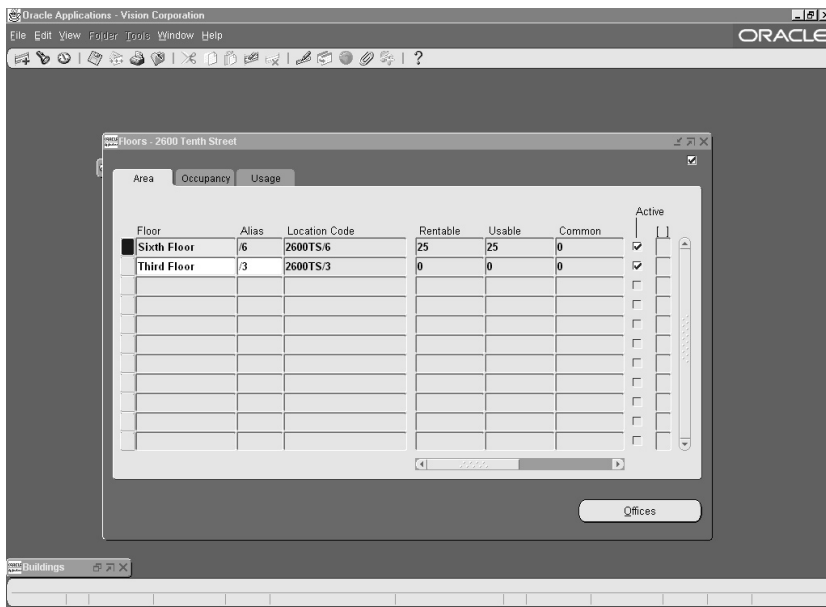 Oracle Applications - Vision Corporation
File Edit View Folder Tools Window Help
ORACLE
?
Floors - 2600 Tenth Street
Area Occupancy Usage
Active
Floor Alias Location Code Rentable Usable Common [ ]
Sixth Floor /6 2600TS/6 25 25 0
Third Floor /3 2600TS/3 0 0 0
Offices
Buildings